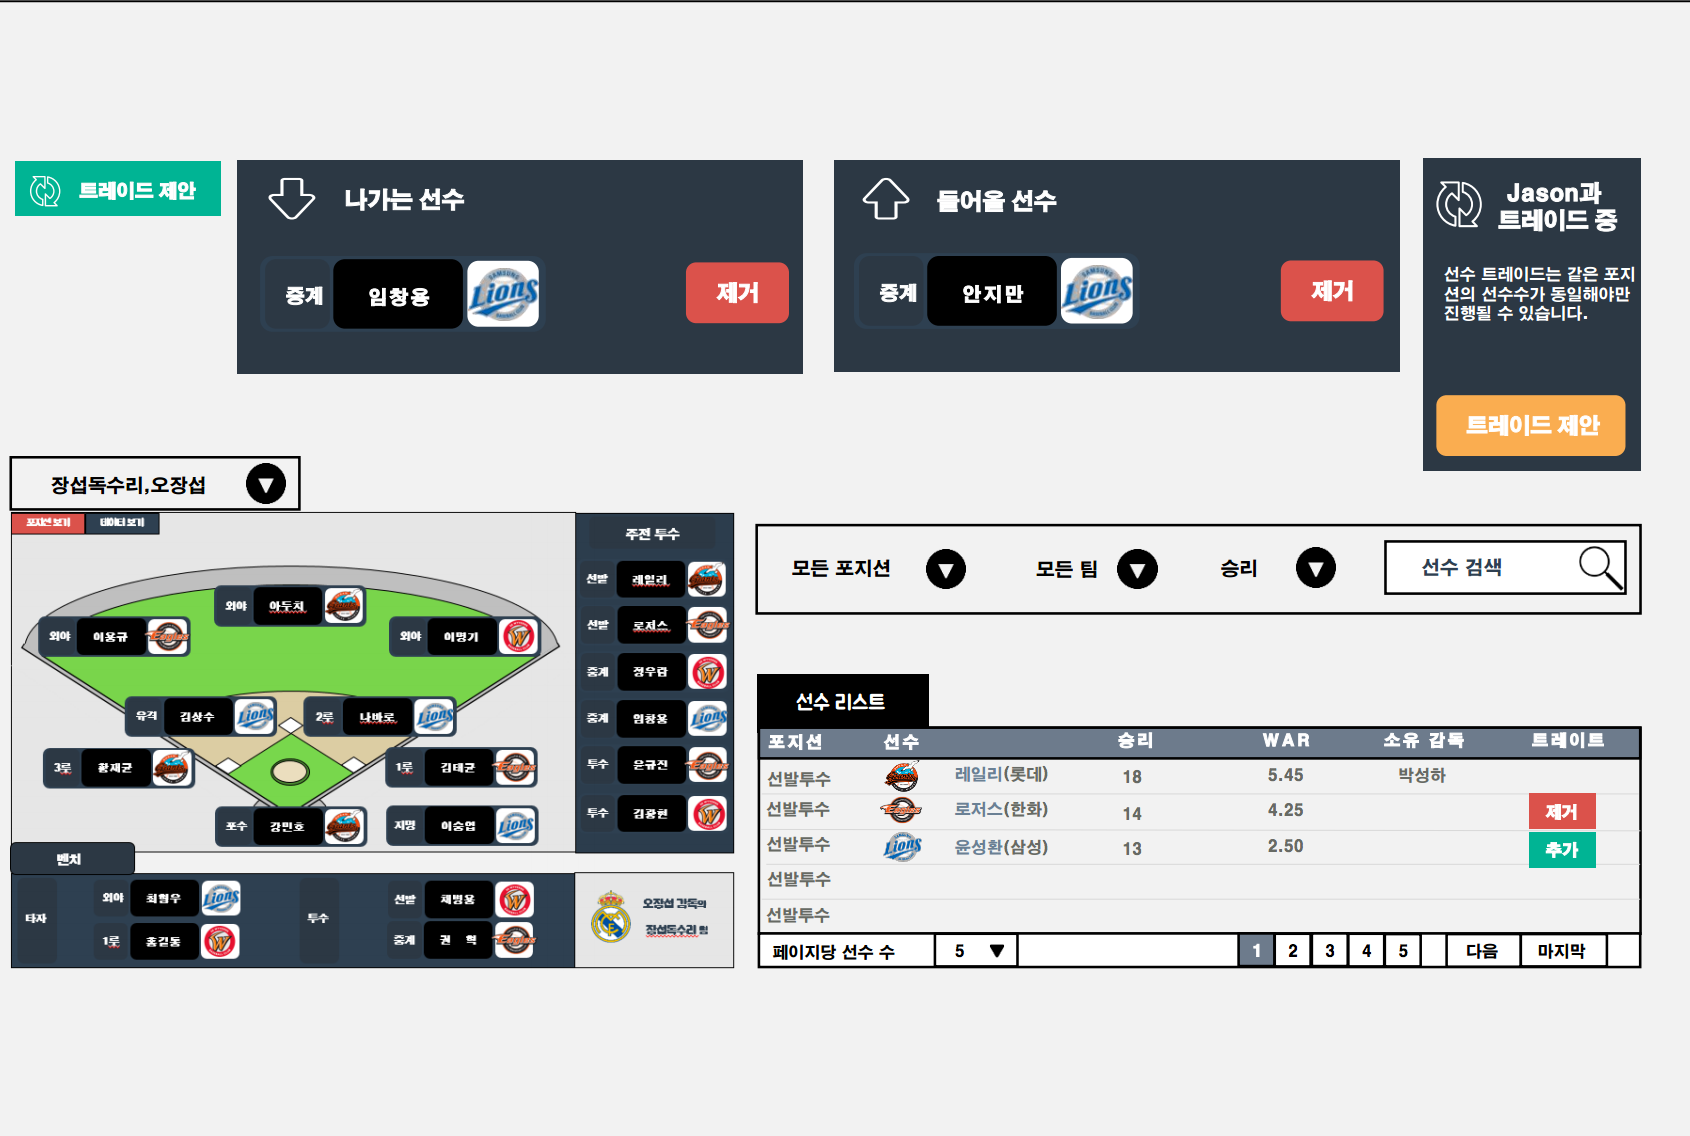 트레이드 제안
나가는 선수
중계
임창용
제거
들어올 선수
중계
안지만
제거
Jason과
트레이드 중
선수 트레이드는 같은 포지
션의 선수수가 동일해야만
진행될 수 있습니다.
트레이드 제안
장섭독수리,오장섭
포지션 보기
데이터 보기
외야 아두치
외야 이용규
외야 이명기
유격 김상수
2루 나바로
3루 황재균
1루 김태균
포수 강민호
지명 이승엽
주전 투수
선발 레일리
선발 로저스
중계 정우람
중계 임창용
투수 윤규진
투수 김광현
벤치
타자
외야 최형우
1루 홍길동
투수
선발 채병용
중계 권 혁
오장섭 감독의
장섭독수리 팀
모든 포지션
모든 팀
승리
선수 검색
선수 리스트
포지션 선수 승리 WAR 소유 감독 트레이트
선발투수 레일리(롯데) 18 5.45 박성하
선발투수 로저스(한화) 14 4.25 제거
선발투수 윤성환(삼성) 13 2.50 추가
선발투수
선발투수
페이지당 선수 수 5 1 2 3 4 5 다음 마지막